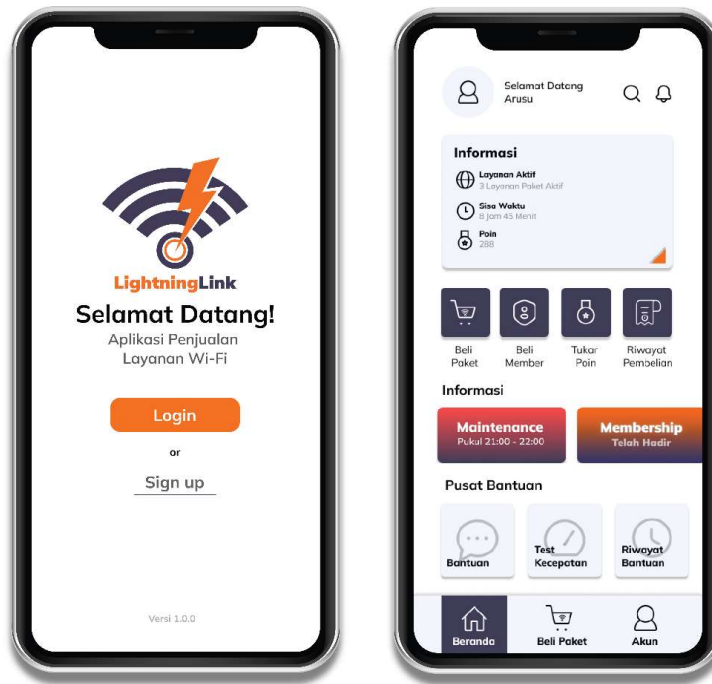 LightningLink
Selamat Datang!
Aplikasi Penjualan
Layanan Wi-Fi
Login
or
Sign up
Versi 1.0.0
Selamat Datang
Arusu
Informasi
Layanan Aktif
3 Layanan Paket Aktif
Sisa Waktu
8 Jam 45 Menit
Poin
288
Beli
Paket
Beli
Member
Tukar
Poin
Riwayat
Pembelian
Informasi
Maintenance
Pukul 21:00 - 22:00
Membership
Telah Hadir
Pusat Bantuan
Bantuan
Test
Kecepatan
Riwayat
Bantuan
Beranda
Beli Paket
Akun